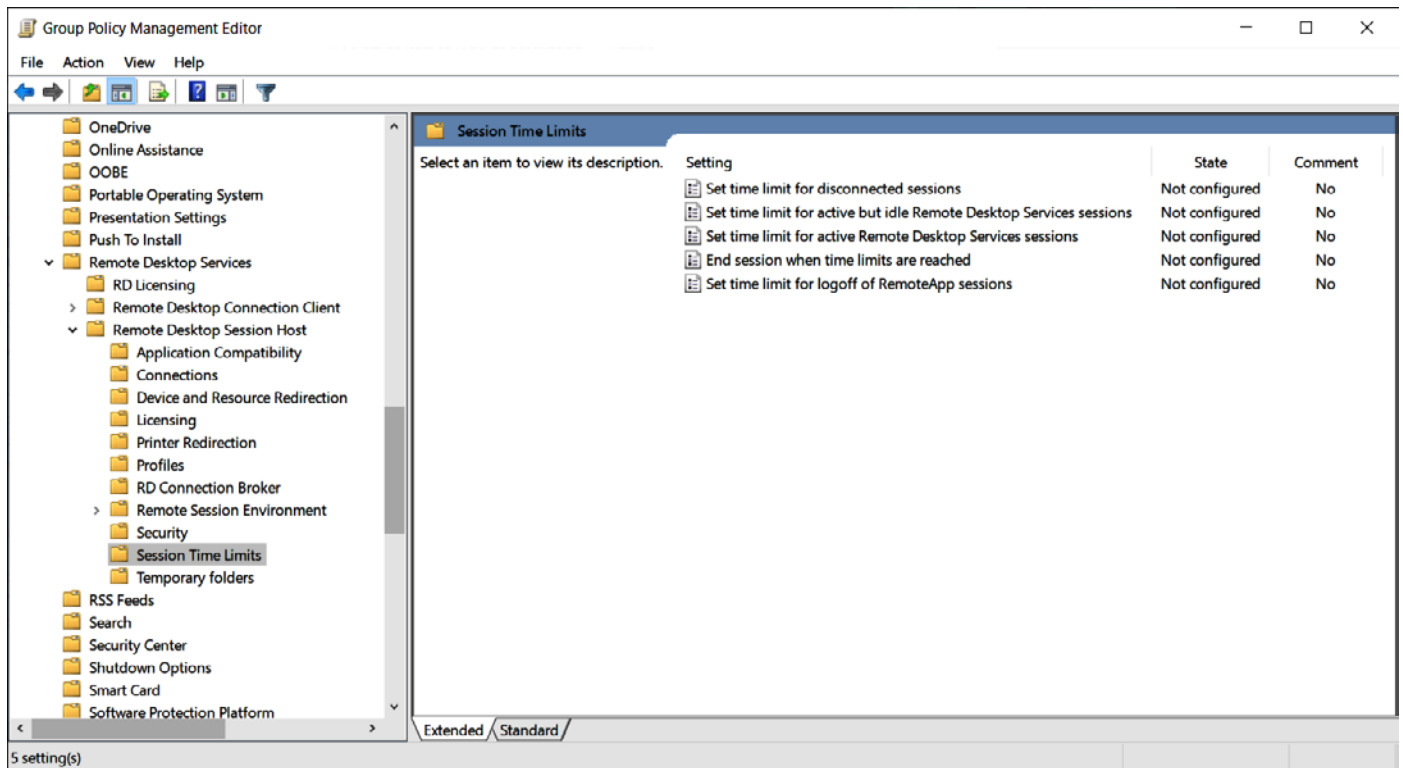 Group Policy Management Editor
File Action View Help
OneDrive
Online Assistance
OOBE
Portable Operating System
Presentation Settings
Push To Install
Remote Desktop Services
RD Licensing
Remote Desktop Connection Client
Remote Desktop Session Host
Application Compatibility
Connections
Device and Resource Redirection
Licensing
Printer Redirection
Profiles
RD Connection Broker
Remote Session Environment
Security
Session Time Limits
Temporary folders
RSS Feeds
Search
Security Center
Shutdown Options
Smart Card
Software Protection Platform
Session Time Limits
Select an item to view its description.
Setting State Comment
Set time limit for disconnected sessions Not configured No
Set time limit for active but idle Remote Desktop Services sessions Not configured No
Set time limit for active Remote Desktop Services sessions Not configured No
End session when time limits are reached Not configured No
Set time limit for logoff of RemoteApp sessions Not configured No
Extended Standard
5 setting(s)